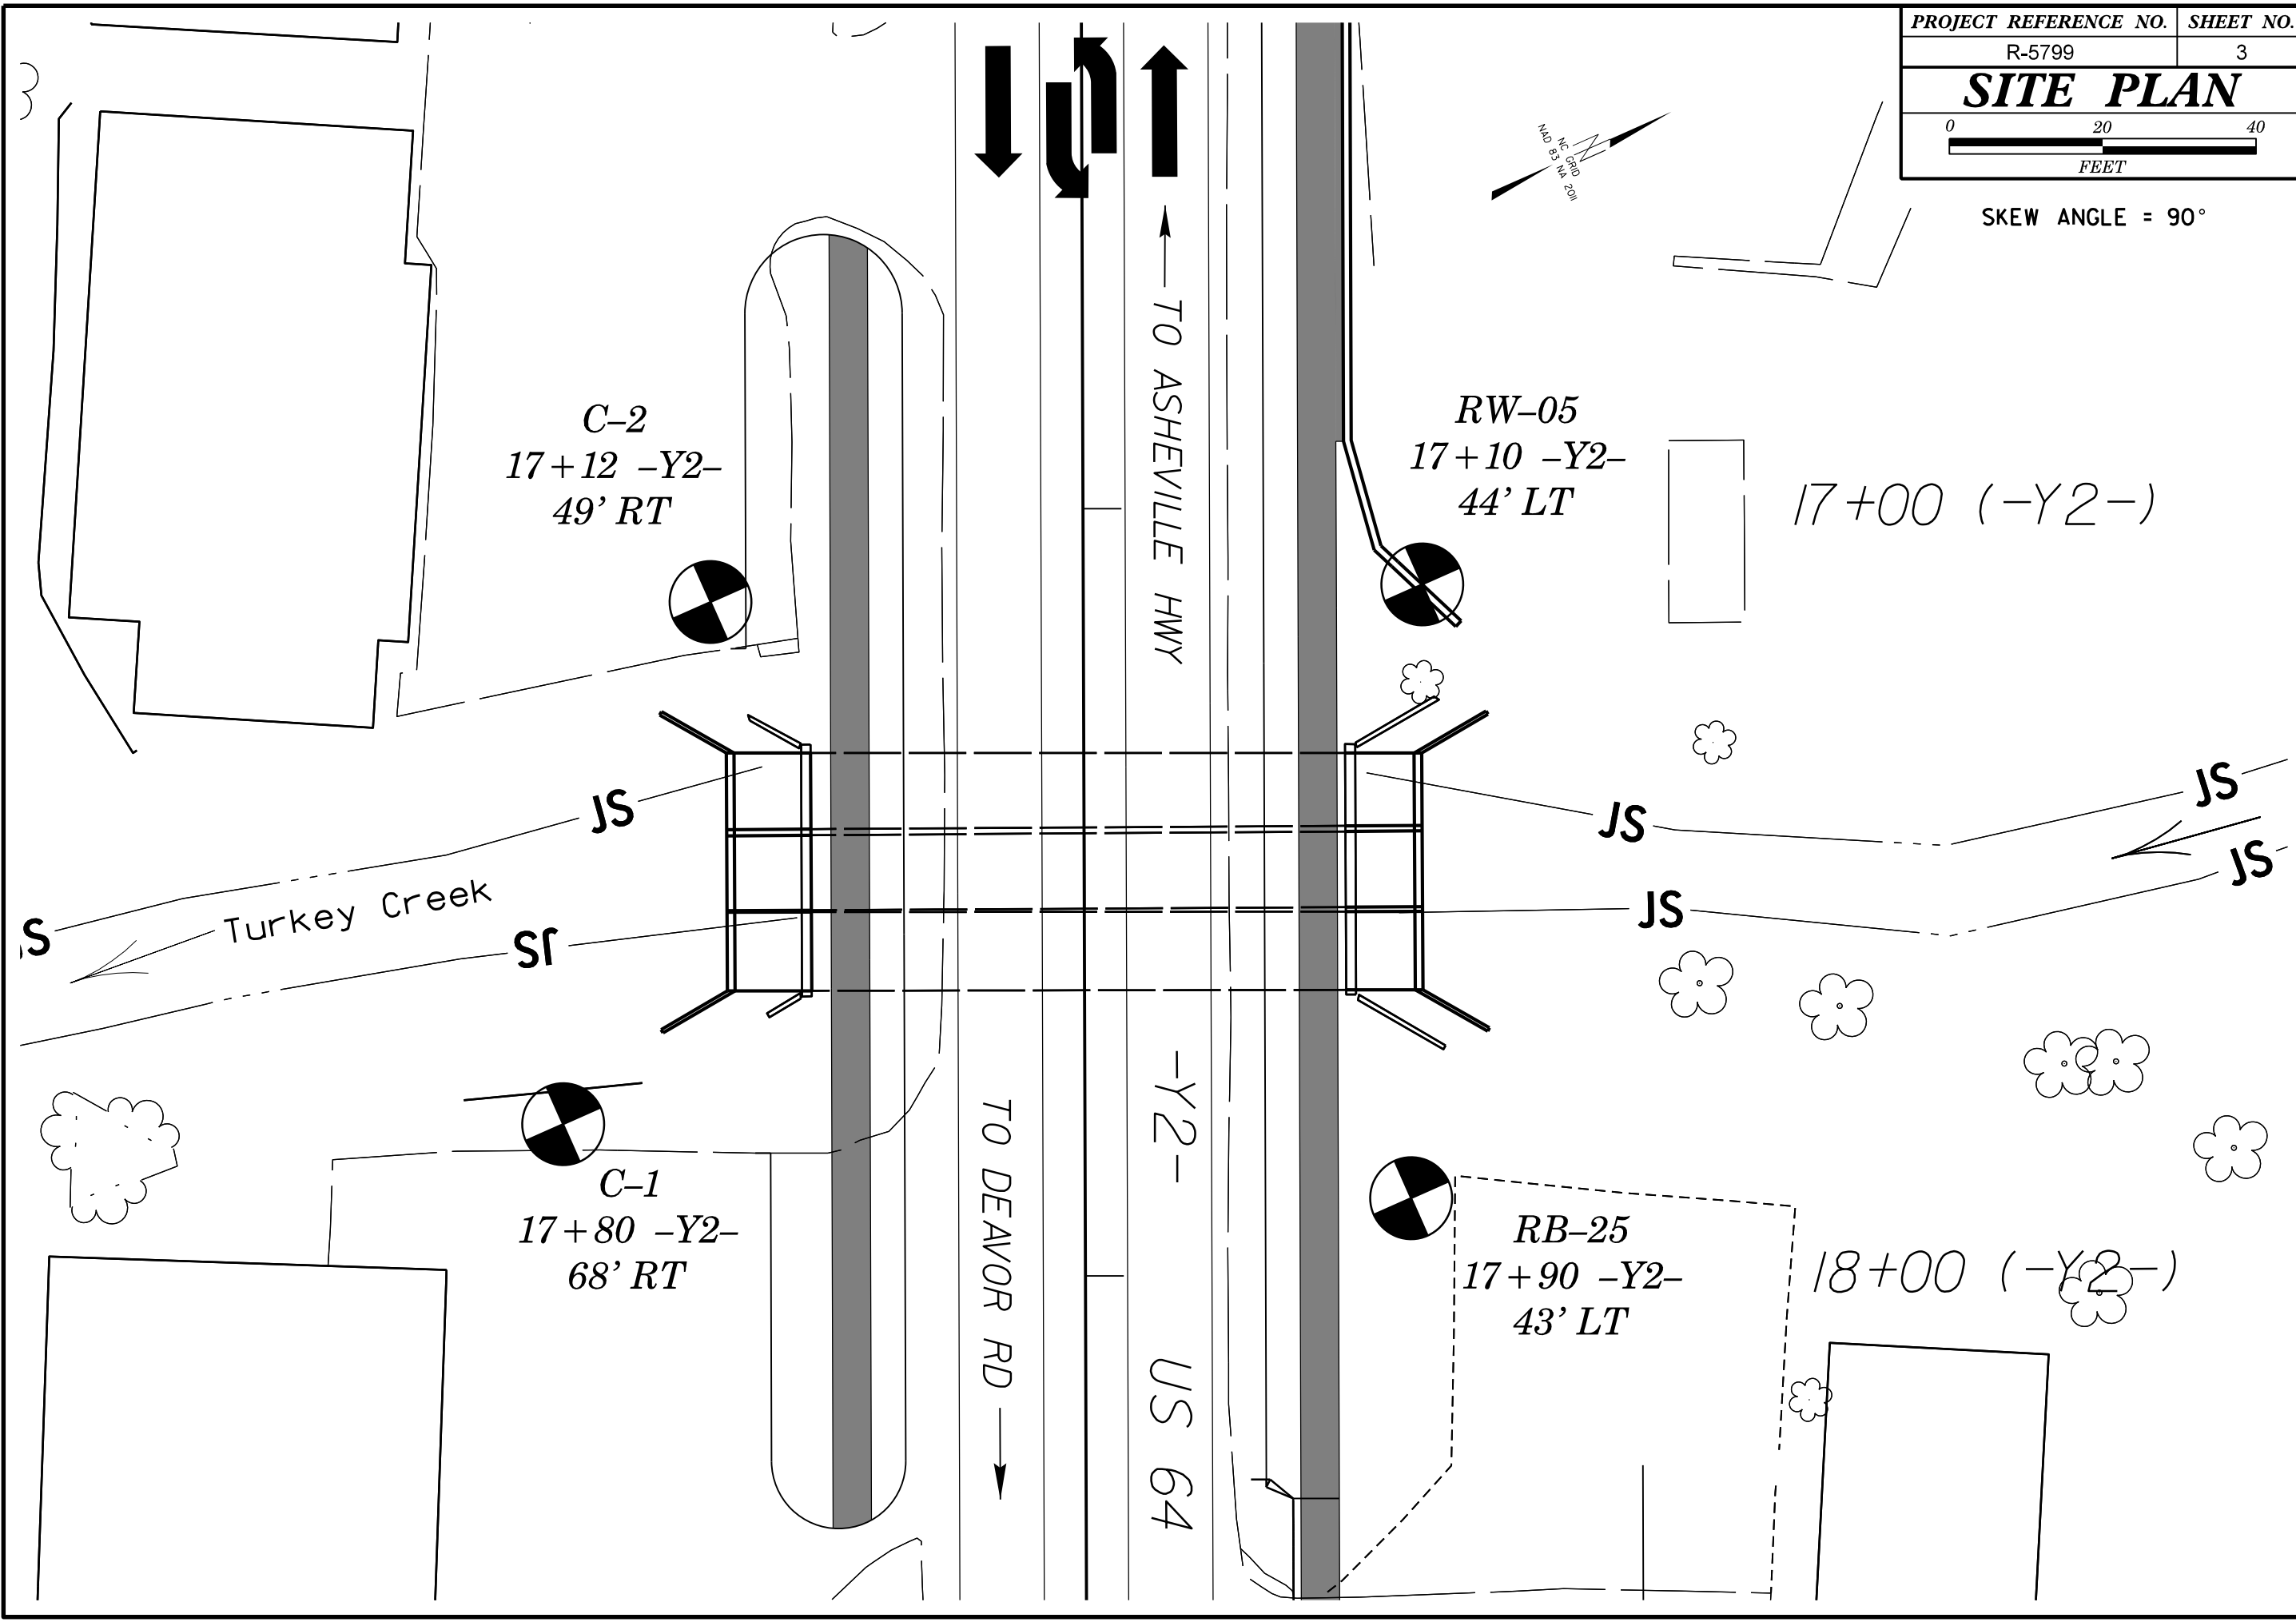 PROJECT REFERENCE NO. SHEET NO.
R-5799 3
SITE PLAN
0 20 40
FEET
SKEW ANGLE = 90°
NC GRID
NAD 83 NA 2011
TO ASHEVILLE HWY
C-2
17+12 -Y2-
49' RT
RW-05
17+10 -Y2-
44' LT
17+00 (-Y2-)
JS
JS
JS
JS
JS
JS
JS
Turkey Creek
C-1
17+80 -Y2-
68' RT
TO DEAVOR RD
-Y2-
US 64
RB-25
17+90 -Y2-
43' LT
18+00 (-Y2-)